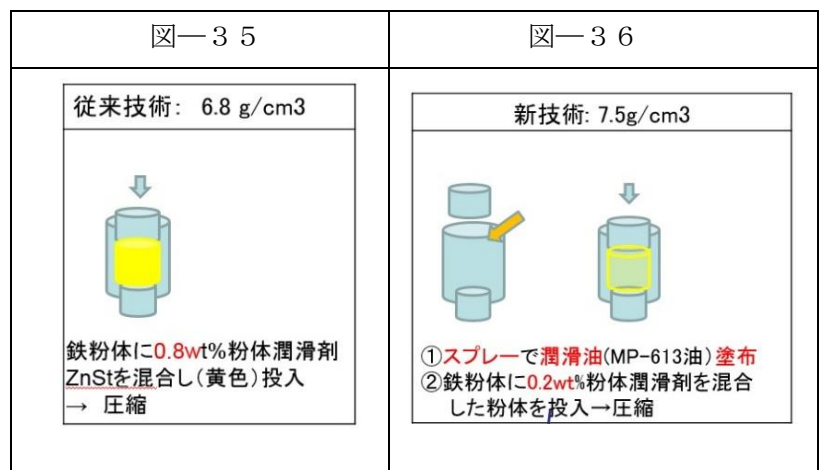 図―３５
図―３６
従来技術: 6.8 g/cm3
鉄粉体に0.8wt%粉体潤滑剤
ZnStを混合し(黄色)投入
→ 圧縮
新技術: 7.5g/cm3
①スプレーで潤滑油(MP-613油)塗布
②鉄粉体に0.2wt%粉体潤滑剤を混合
した粉体を投入→圧縮